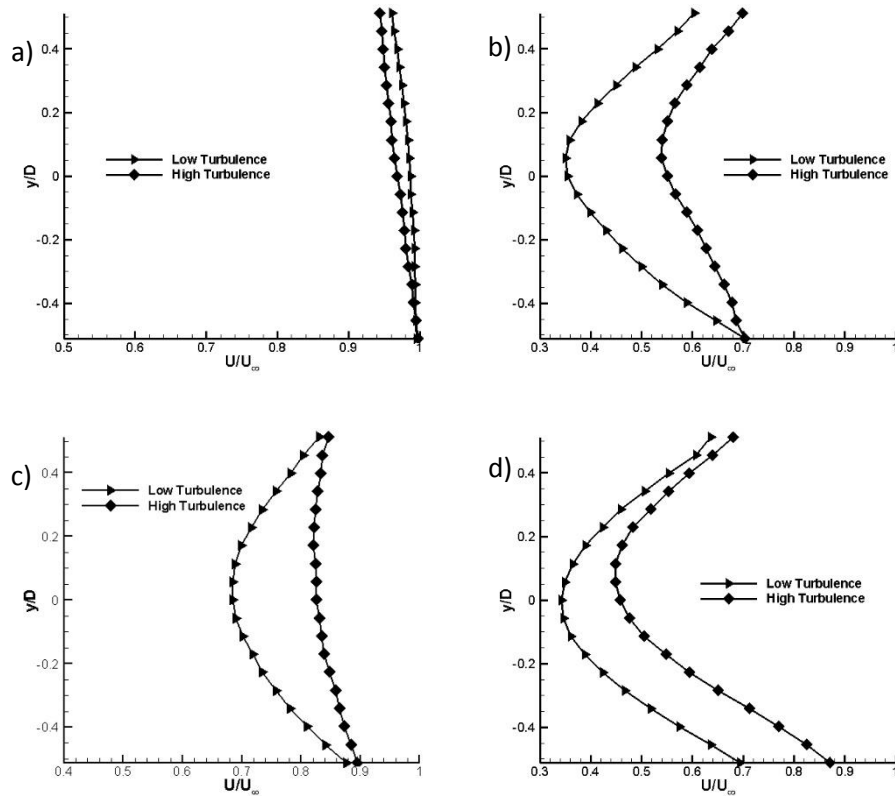 a)
0.4
0.2
0
-0.2
-0.4
y/D
Low Turbulence
High Turbulence
0.5 0.6 0.7 0.8 0.9 1
U/U∞
b)
0.4
0.2
0
-0.2
-0.4
y/D
Low Turbulence
High Turbulence
0.3 0.4 0.5 0.6 0.7 0.8 0.9 1
U/U∞
c)
0.4
0.2
0
-0.2
-0.4
y/D
Low Turbulence
High Turbulence
0.4 0.5 0.6 0.7 0.8 0.9 1
U/U∞
d)
0.4
0.2
0
-0.2
-0.4
y/D
Low Turbulence
High Turbulence
0.3 0.4 0.5 0.6 0.7 0.8 0.9 1
U/U∞